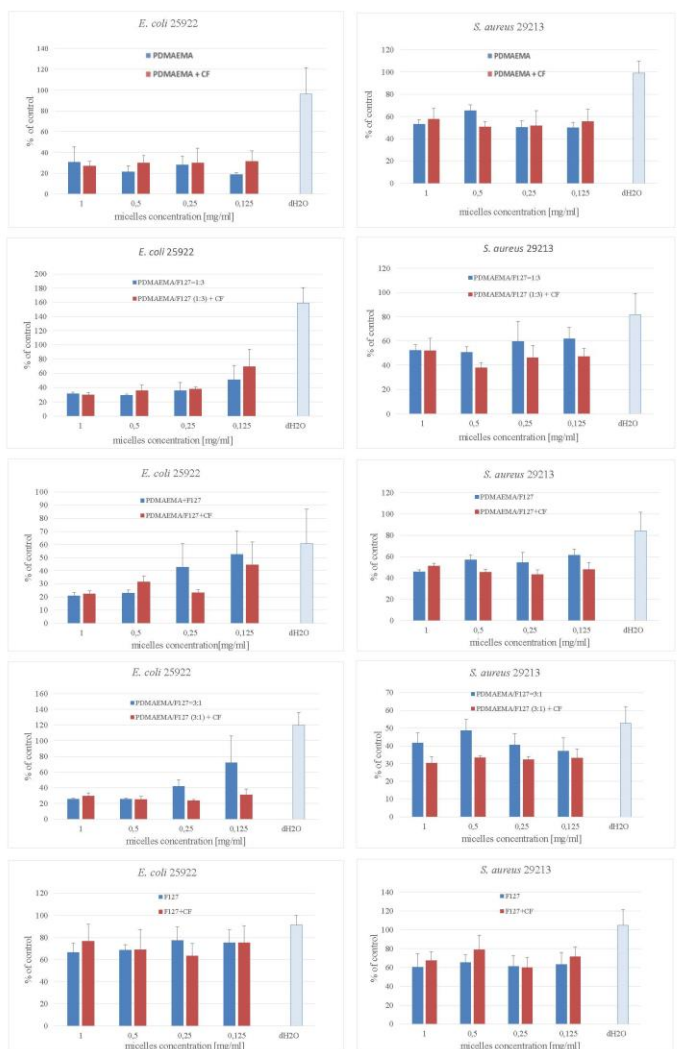 E. coli 25922
140
120
100
80
60
40
20
0
% of control
PDMAEMA
PDMAEMA + CF
1 0,5 0,25 0,125 dH2O
micelles concentration [mg/ml]
S. aureus 29213
120
100
80
60
40
20
0
% of control
PDMAEMA
PDMAEMA + CF
1 0,5 0,25 0,125 dH2O
micelles concentration [mg/ml]
E. coli 25922
200
180
160
140
120
100
80
60
40
20
0
% of control
PDMAEMA/F127=1:3
PDMAEMA/F127 (1:3) + CF
1 0,5 0,25 0,125 dH2O
micelles concentration [mg/ml]
S. aureus 29213
120
100
80
60
40
20
0
% of control
PDMAEMA/F127=1:3
PDMAEMA/F127 (1:3) + CF
1 0,5 0,25 0,125 dH2O
micelles concentration [mg/ml]
E. coli 25922
100
90
80
70
60
50
40
30
20
10
0
% of control
PDMAEMA+F127
PDMAEMA/F127+CF
1 0,5 0,25 0,125 dH2O
micelles concentration[mg/ml]
S. aureus 29213
120
100
80
60
40
20
0
% of control
PDMAEMA/F127
PDMAEMA/F127+CF
1 0,5 0,25 0,125 dH2O
micelles concentration [mg/ml]
E. coli 25922
160
140
120
100
80
60
40
20
0
% of control
PDMAEMA/F127=3:1
PDMAEMA/F127 (3:1) + CF
1 0,5 0,25 0,125 dH2O
micelles concentration [mg/ml]
S. aureus 29213
70
60
50
40
30
20
10
0
% of control
PDMAEMA/F127=3:1
PDMAEMA/F127 (3:1) + CF
1 0,5 0,25 0,125 dH2O
micelles concentration [mg/ml]
E. coli 25922
120
100
80
60
40
20
0
% of control
F127
F127+CF
1 0,5 0,25 0,125 dH2O
micelles concentration [mg/ml]
S. aureus 29213
140
120
100
80
60
40
20
0
% of control
F127
F127+CF
1 0,5 0,25 0,125 dH2O
micelles concentration [mg/ml]